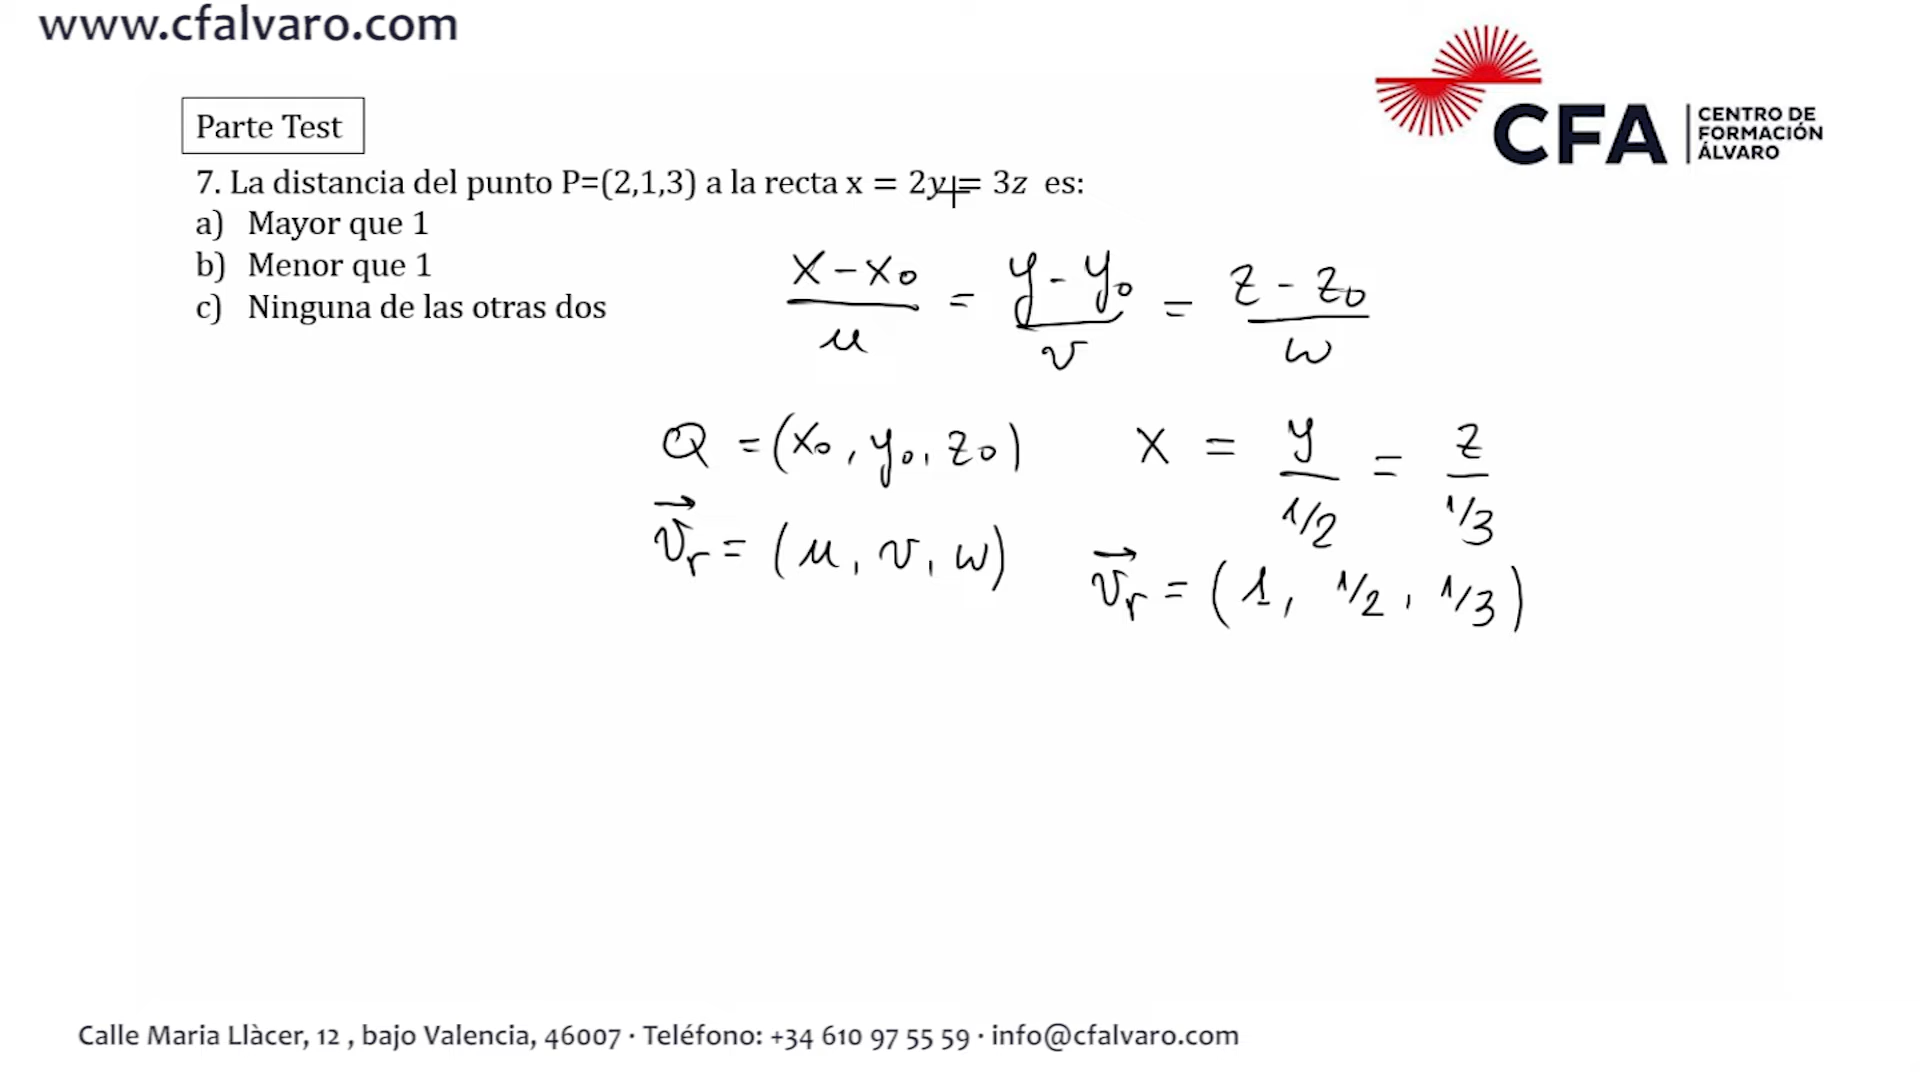 www.cfalvaro.com
CFA
CENTRO DE
FORMACIÓN
ÁLVARO
Parte Test
7. La distancia del punto P=(2,1,3) a la recta x = 2y = 3z es:
a) Mayor que 1
b) Menor que 1
c) Ninguna de las otras dos
x-x₀/u = y-y₀/v = z-z₀/w
Q = (x₀, y₀, z₀)
x = y/1/2 = z/1/3
v⃗r = (u, v, w)
v⃗r = (1, 1/2, 1/3)
Calle Maria Llàcer, 12 , bajo Valencia, 46007 · Teléfono: +34 610 97 55 59 · info@cfalvaro.com